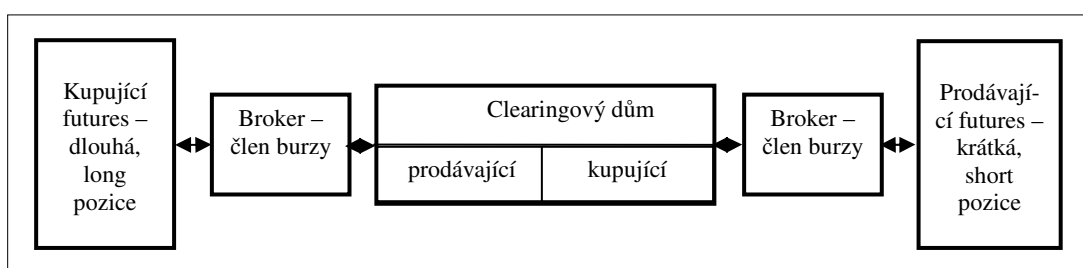 Kupující
futures –
dlouhá,
long
pozice
Broker –
člen burzy
Clearingový dům
prodávající
kupující
Broker –
člen burzy
Prodávají-
cí futures –
krátká,
short
pozice